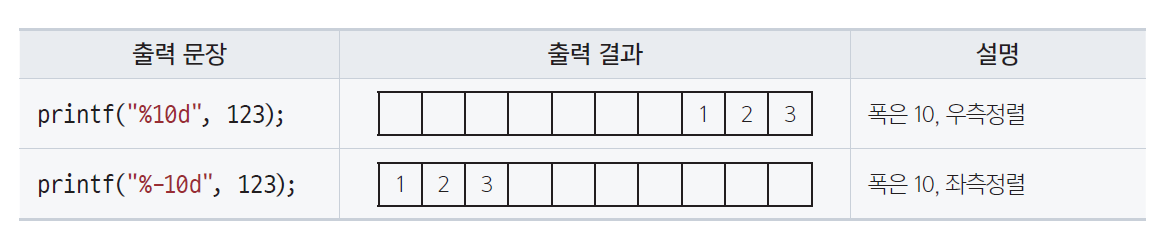 출력 문장 출력 결과 설명
printf("%10d", 123); 1 2 3 폭은 10, 우측정렬
printf("%-10d", 123); 1 2 3 폭은 10, 좌측정렬